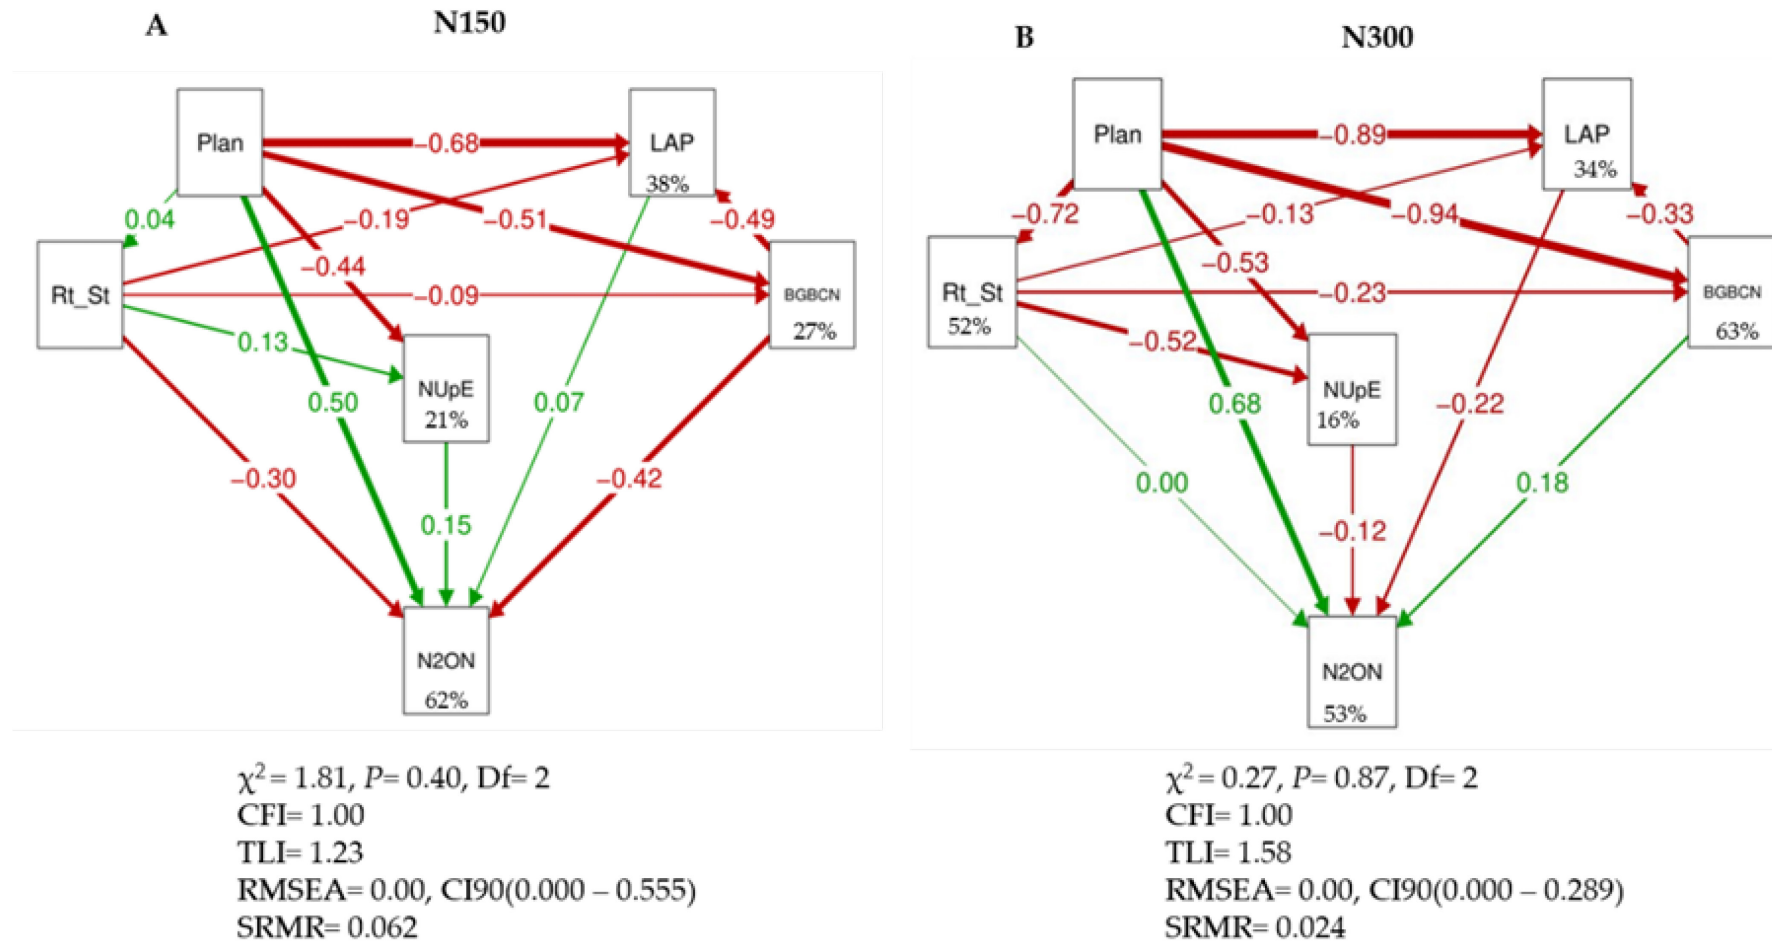 A
N150
Plan
LAP
38%
−0.68
0.04
−0.19
−0.51
−0.49
Rt_St
−0.44
−0.09
BGBCN
27%
0.13
NUpE
21%
0.50
0.07
−0.30
−0.42
0.15
N2ON
62%
χ² = 1.81, P= 0.40, Df= 2
CFI= 1.00
TLI= 1.23
RMSEA= 0.00, CI90(0.000 – 0.555)
SRMR= 0.062
B
N300
Plan
LAP
34%
−0.89
−0.72
−0.13
−0.94
−0.33
Rt_St
52%
−0.53
−0.23
BGBCN
63%
−0.52
NUpE
16%
0.68
−0.22
0.00
0.18
−0.12
N2ON
53%
χ² = 0.27, P= 0.87, Df= 2
CFI= 1.00
TLI= 1.58
RMSEA= 0.00, CI90(0.000 – 0.289)
SRMR= 0.024